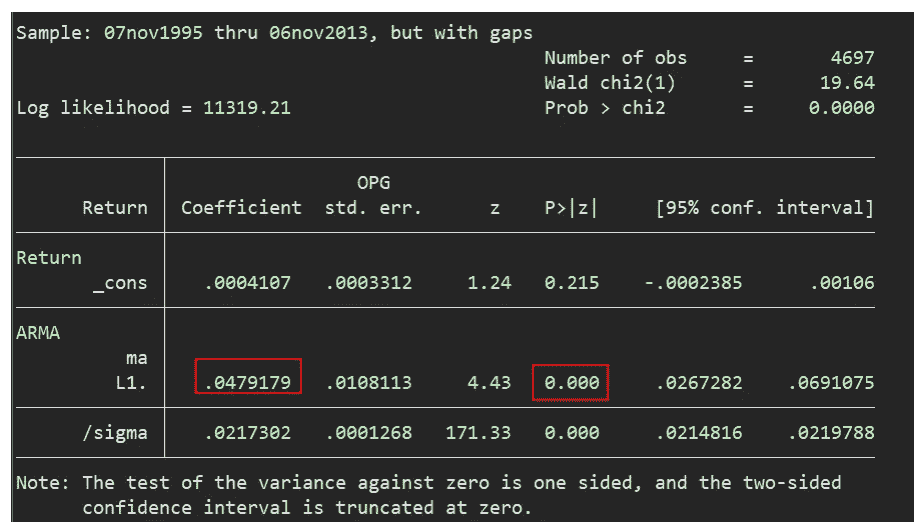 Sample: 07nov1995 thru 06nov2013, but with gaps
Number of obs = 4697
Wald chi2(1) = 19.64
Log likelihood = 11319.21 Prob > chi2 = 0.0000
OPG
Return Coefficient std. err. z P>|z| [95% conf. interval]
Return
_cons .0004107 .0003312 1.24 0.215 -.0002385 .00106
ARMA
ma
L1. .0479179 .0108113 4.43 0.000 .0267282 .0691075
/sigma .0217302 .0001268 171.33 0.000 .0214816 .0219788
Note: The test of the variance against zero is one sided, and the two-sided
confidence interval is truncated at zero.